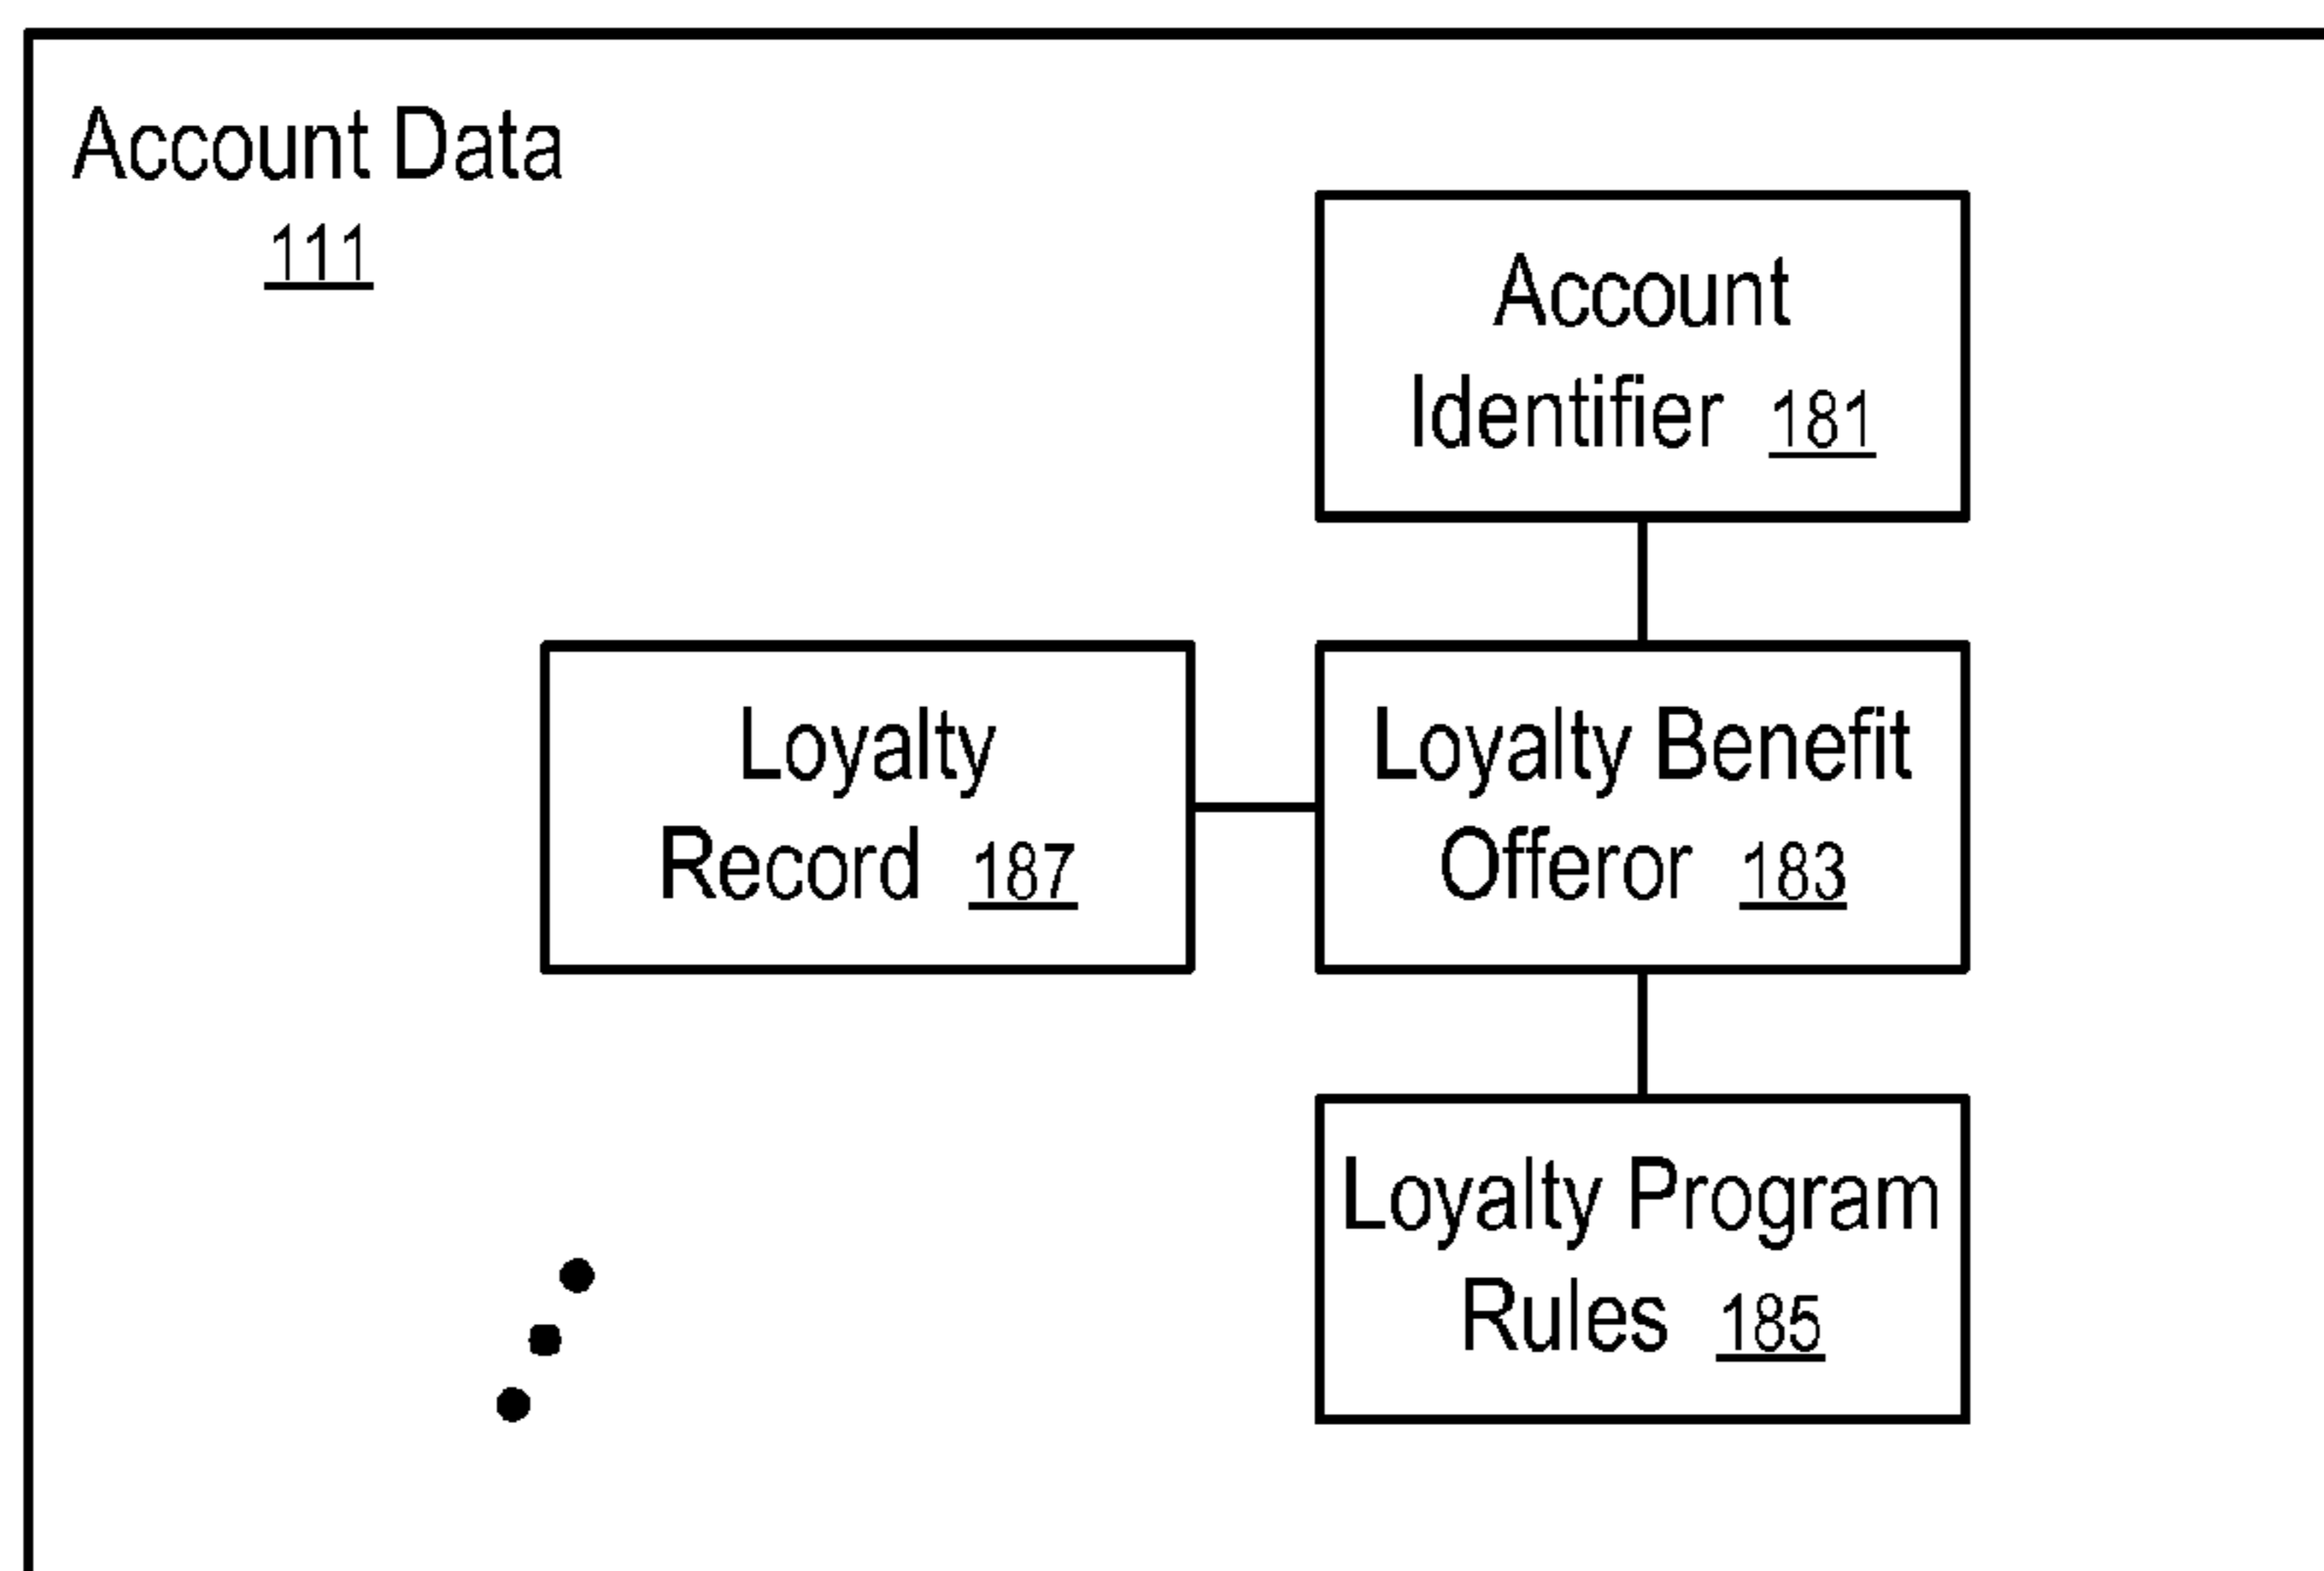 Account Data
111
Account
Identifier 181
Loyalty
Record 187
Loyalty Benefit
Offeror 183
Loyalty Program
Rules 185